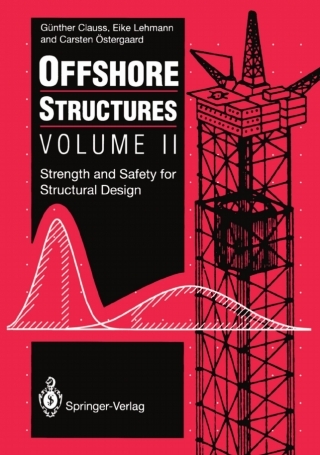 Günther Clauss, Eike Lehmann
and Carsten Östergaard
OFFSHORE
STRUCTURES
VOLUME II
Strength and Safety for
Structural Design
Springer-Verlag